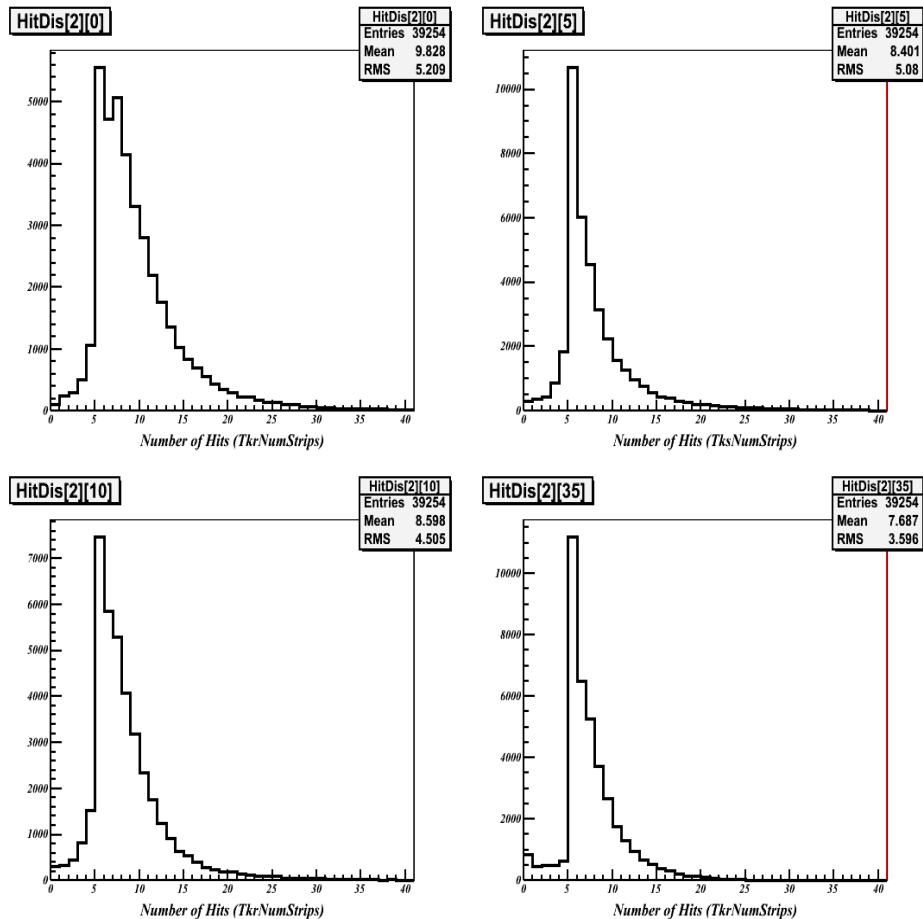 HitDis[2][0]
HitDis[2][0]
Entries 39254
Mean 9.828
RMS 5.209
5000
4000
3000
2000
1000
0
0 5 10 15 20 25 30 35 40
Number of Hits (TkrNumStrips)
HitDis[2][5]
HitDis[2][5]
Entries 39254
Mean 8.401
RMS 5.08
10000
8000
6000
4000
2000
0
0 5 10 15 20 25 30 35 40
Number of Hits (TksNumStrips)
HitDis[2][10]
HitDis[2][10]
Entries 39254
Mean 8.598
RMS 4.505
7000
6000
5000
4000
3000
2000
1000
0
0 5 10 15 20 25 30 35 40
Number of Hits (TkrNumStrips)
HitDis[2][35]
HitDis[2][35]
Entries 39254
Mean 7.687
RMS 3.596
10000
8000
6000
4000
2000
0
0 5 10 15 20 25 30 35 40
Number of Hits (TkrNumStrips)